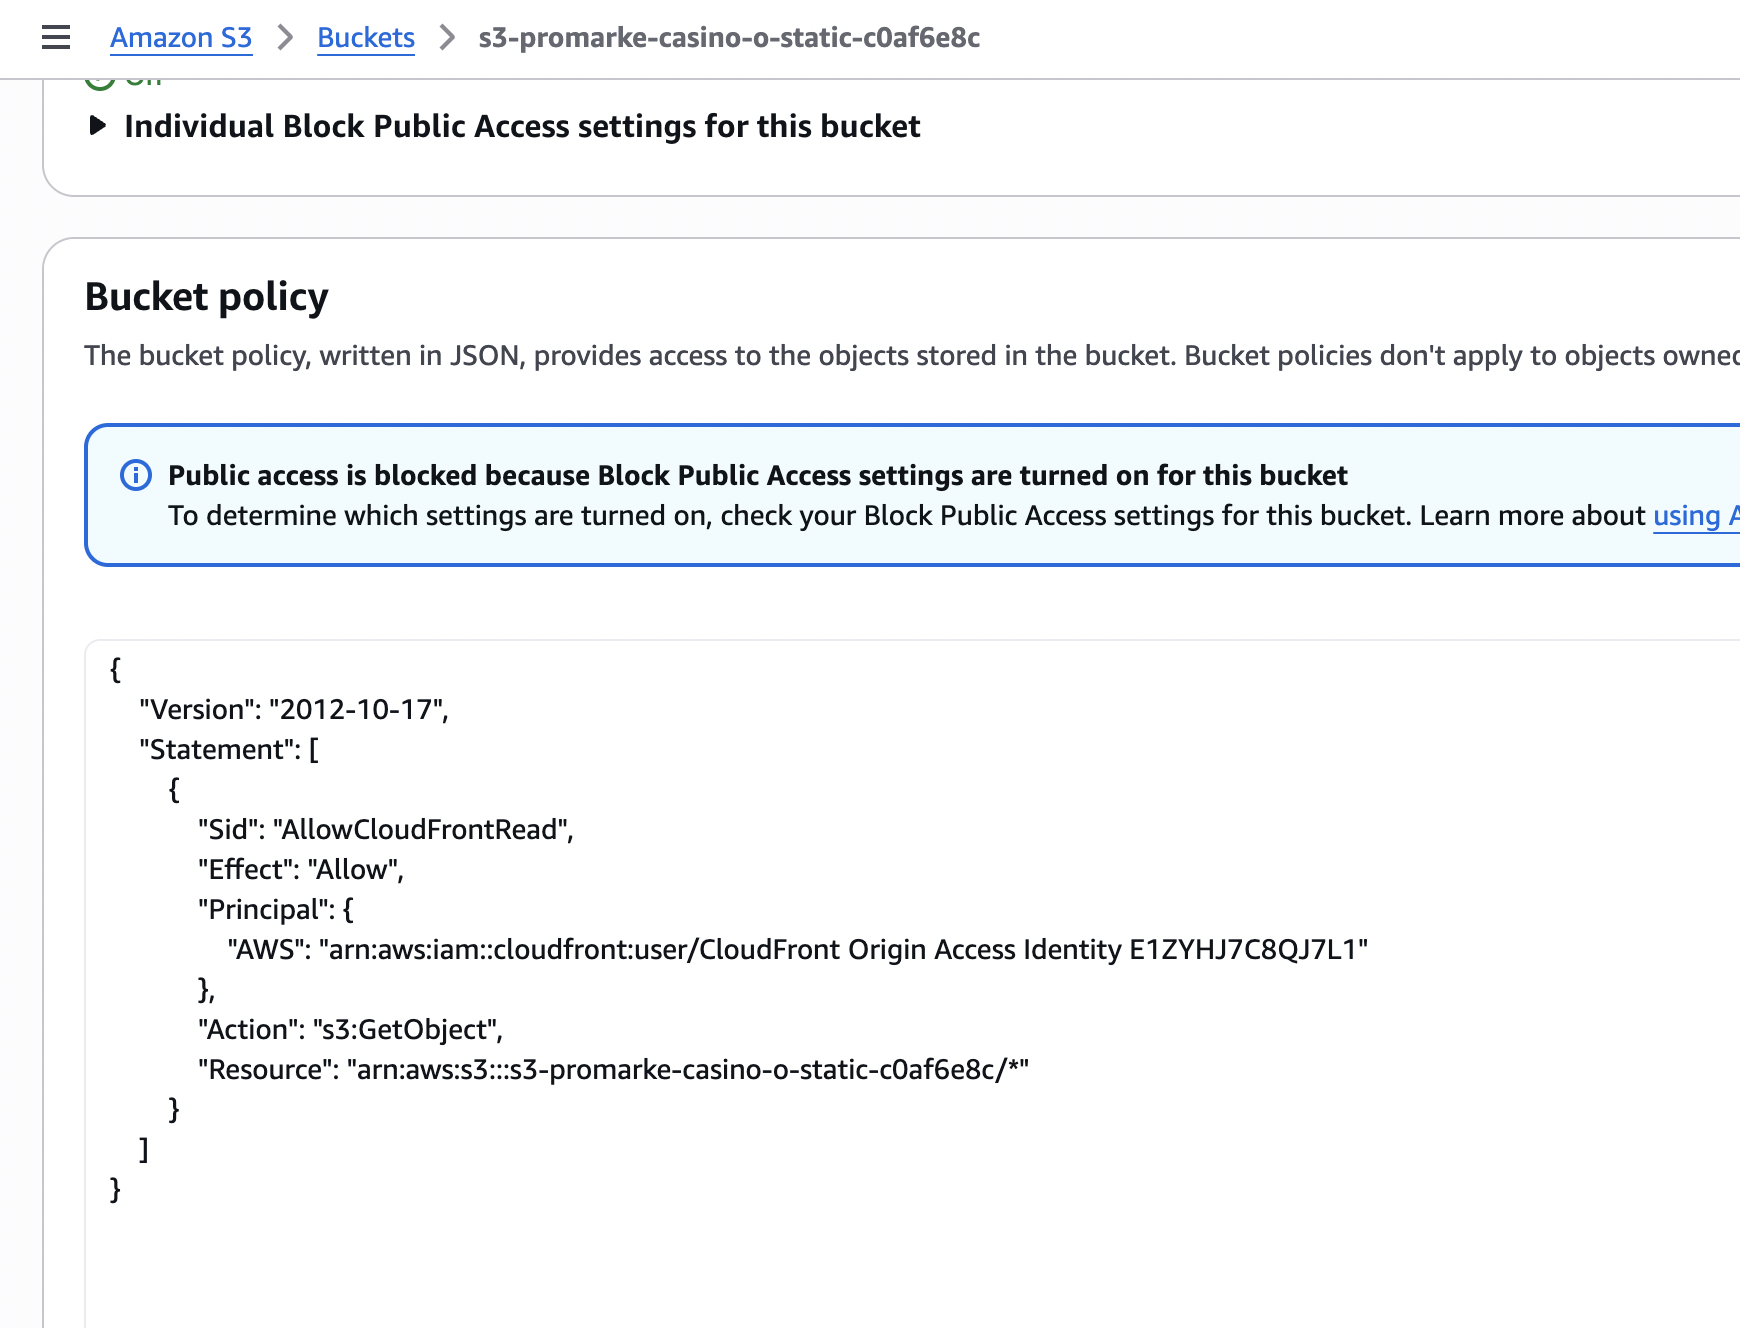 Amazon S3 > Buckets > s3-promarke-casino-o-static-c0af6e8c
Individual Block Public Access settings for this bucket
Bucket policy
The bucket policy, written in JSON, provides access to the objects stored in the bucket. Bucket policies don't apply to objects owned
Public access is blocked because Block Public Access settings are turned on for this bucket
To determine which settings are turned on, check your Block Public Access settings for this bucket. Learn more about using A
{
"Version": "2012-10-17",
"Statement": [
{
"Sid": "AllowCloudFrontRead",
"Effect": "Allow",
"Principal": {
"AWS": "arn:aws:iam::cloudfront:user/CloudFront Origin Access Identity E1ZYHJ7C8QJ7L1"
},
"Action": "s3:GetObject",
"Resource": "arn:aws:s3:::s3-promarke-casino-o-static-c0af6e8c/*"
}
]
}